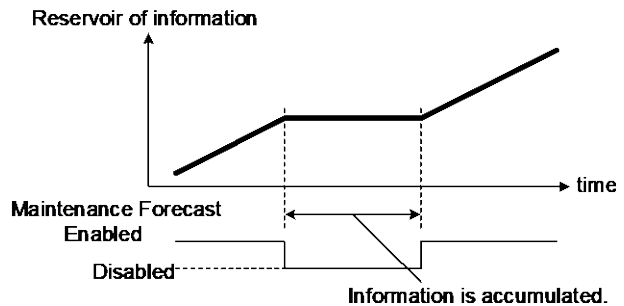 Reservoir of information
time
Maintenance Forecast
Enabled
Disabled
Information is accumulated.